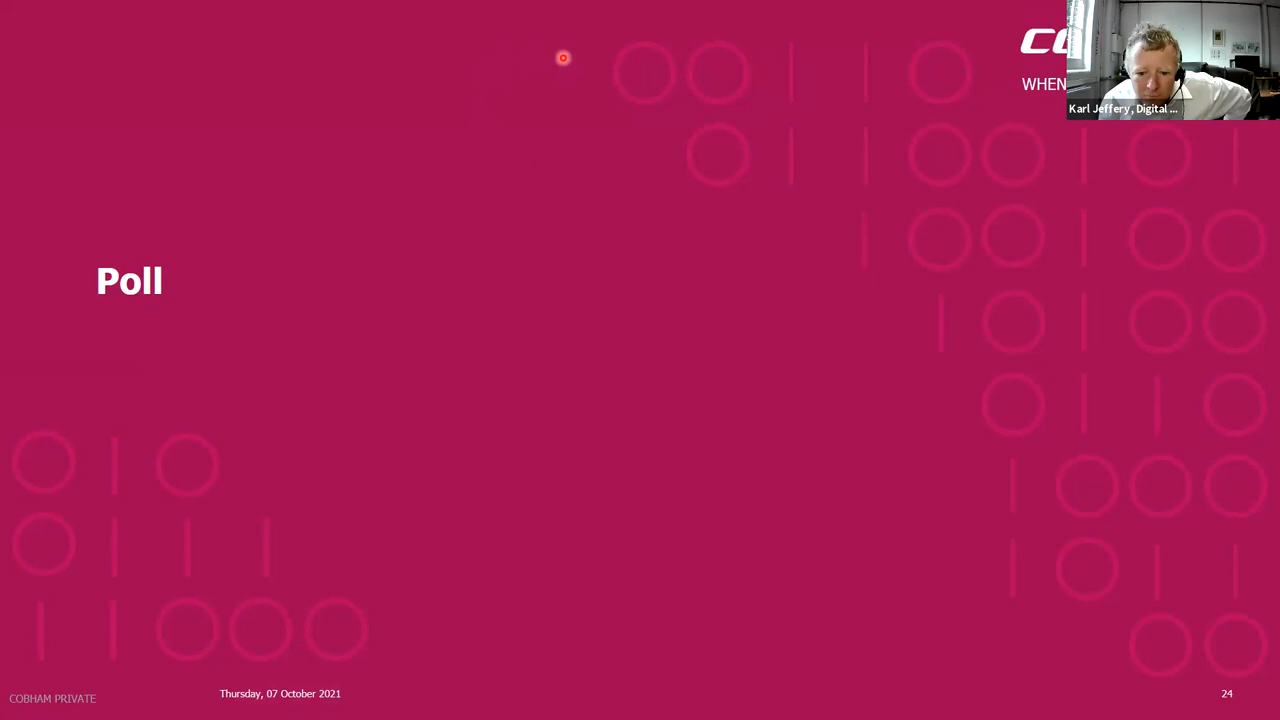 WHEN
Karl Jeffery, Digital ...
Poll
COBHAM PRIVATE
Thursday, 07 October 2021
24